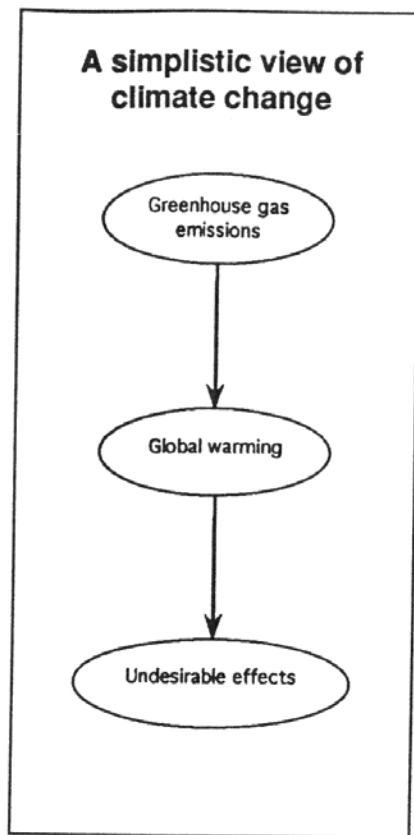 A simplistic view of
climate change
Greenhouse gas
emissions
Global warming
Undesirable effects